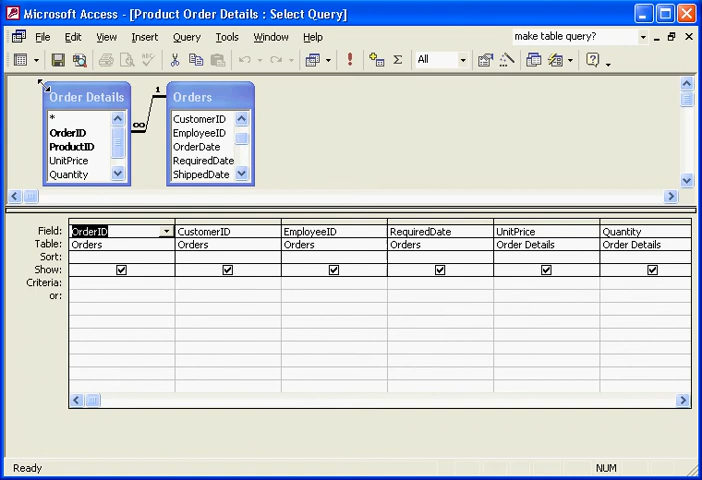 Microsoft Access - [Product Order Details : Select Query]
File Edit View Insert Query Tools Window Help make table query?
All
Order Details
*
OrderID
ProductID
UnitPrice
Quantity
1
∞
Orders
CustomerID
EmployeeID
OrderDate
RequiredDate
ShippedDate
Field: OrderID CustomerID EmployeeID RequiredDate UnitPrice Quantity
Table: Orders Orders Orders Orders Order Details Order Details
Sort:
Show:
Criteria:
or:
Ready NUM